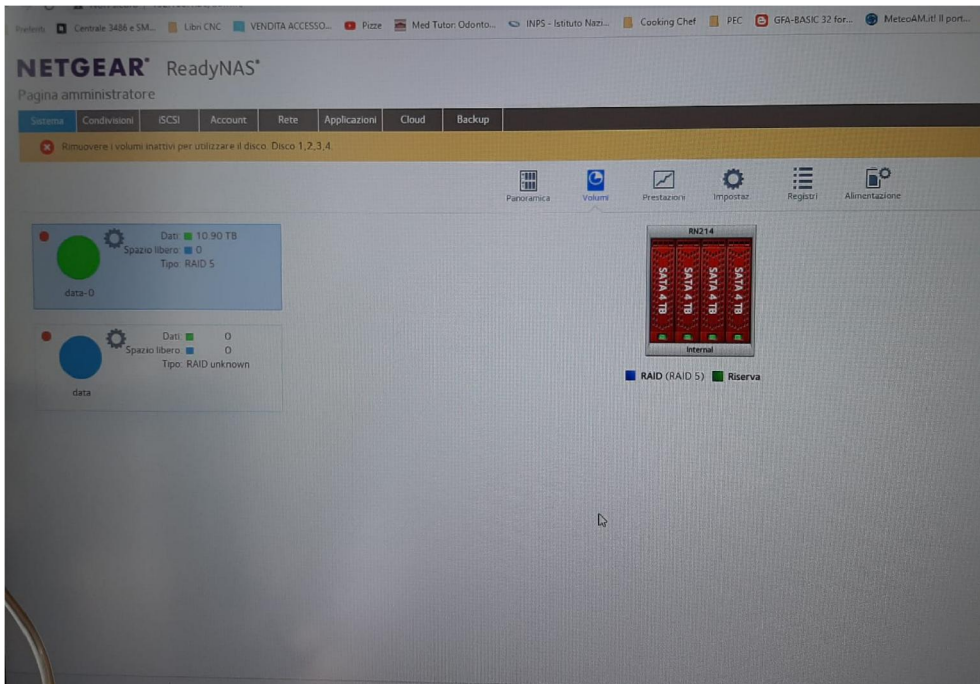 Preferiti Centrale 3486 e SM... Libri CNC VENDITA ACCESSO... Pizze Med Tutor: Odonto... INPS - Istituto Nazi... Cooking Chef PEC GFA-BASIC 32 for... MeteoAM.it! Il port...
NETGEAR® ReadyNAS®
Pagina amministratore
Sistema Condivisioni iSCSI Account Rete Applicazioni Cloud Backup
Rimuovere i volumi inattivi per utilizzare il disco. Disco 1,2,3,4.
Panoramica Volumi Prestazioni Impostaz. Registri Alimentazione
Dati: 10.90 TB
Spazio libero: 0
Tipo: RAID 5
data-0
Dati: 0
Spazio libero: 0
Tipo: RAID unknown
data
RN214
SATA 4 TB
SATA 4 TB
SATA 4 TB
SATA 4 TB
Internal
RAID (RAID 5) Riserva